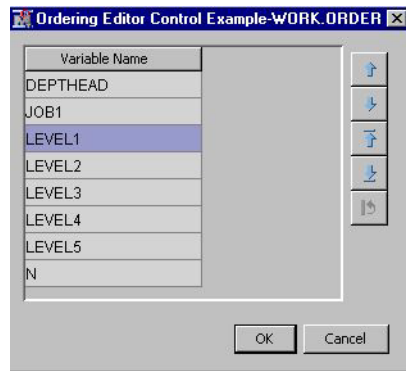 Ordering Editor Control Example-WORK.ORDER
Variable Name
DEPTHEAD
JOB1
LEVEL1
LEVEL2
LEVEL3
LEVEL4
LEVEL5
N
OK
Cancel